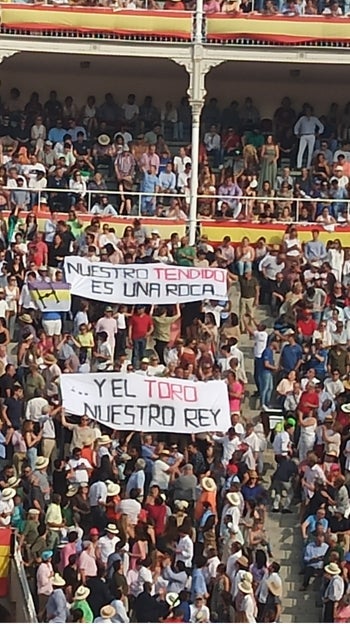 NUESTRO TENDIDO
ES UNA ROCA
... Y EL TORO
NUESTRO REY